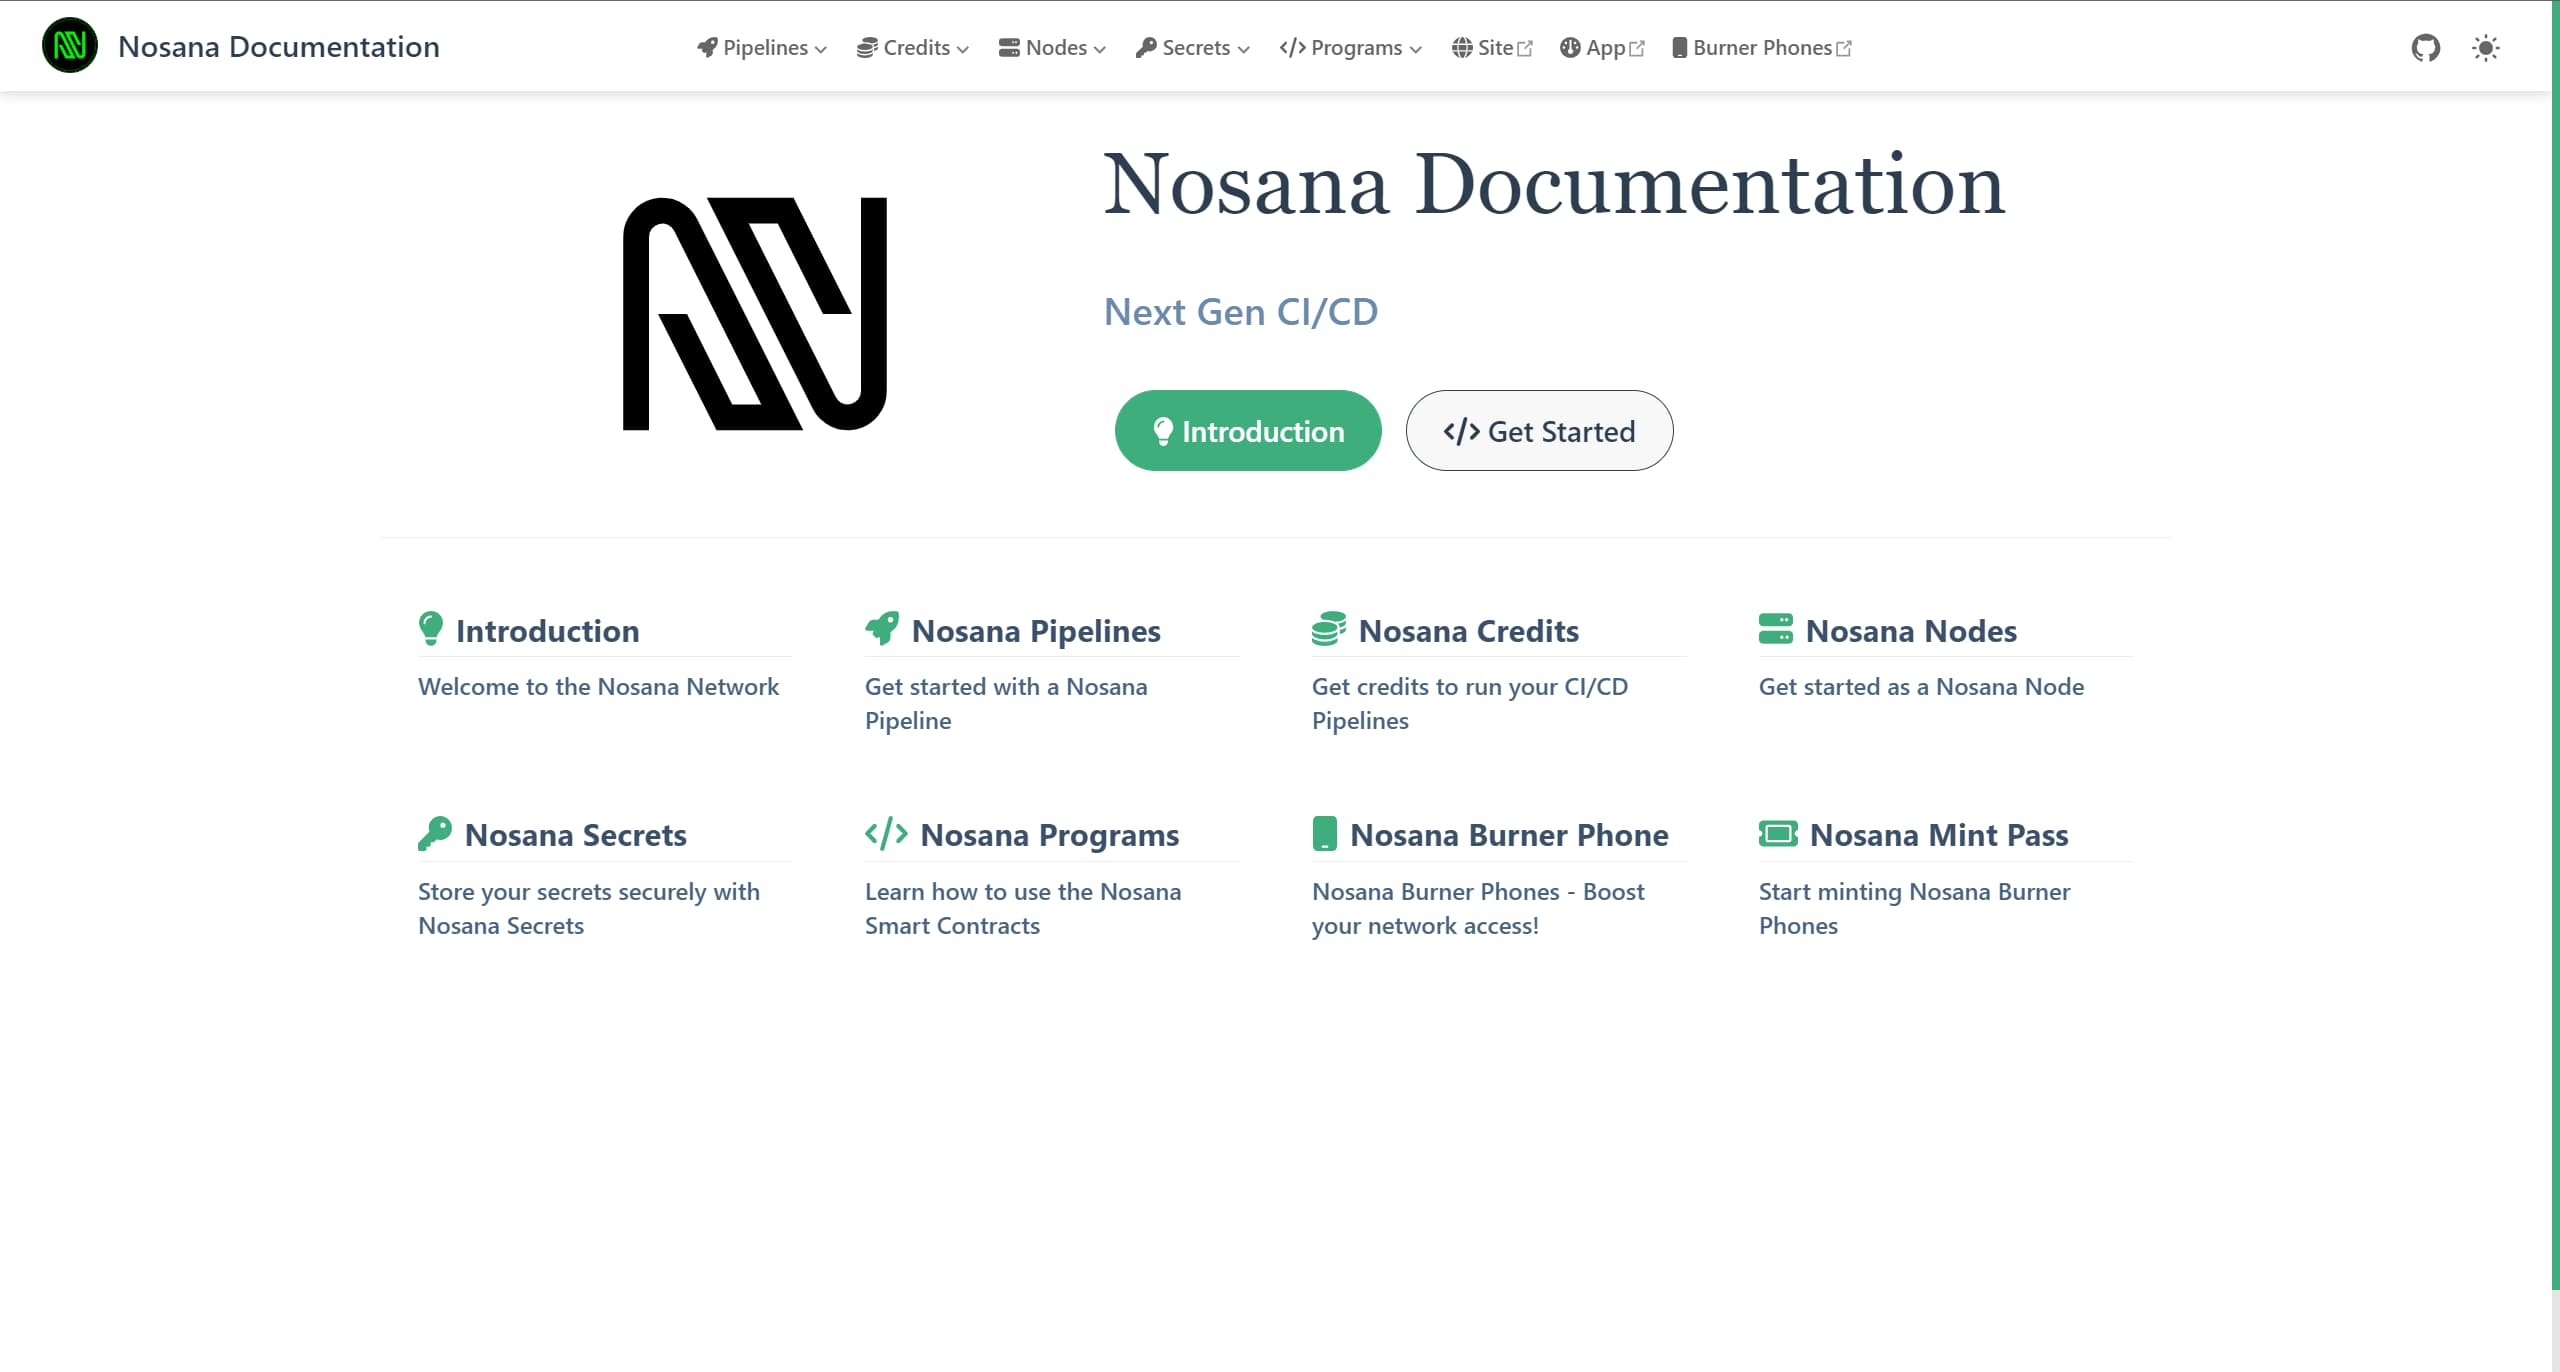 Nosana Documentation
Pipelines Credits Nodes Secrets </> Programs Site App Burner Phones
Nosana Documentation
Next Gen CI/CD
Introduction </> Get Started
Introduction
Welcome to the Nosana Network
Nosana Pipelines
Get started with a Nosana
Pipeline
Nosana Credits
Get credits to run your CI/CD
Pipelines
Nosana Nodes
Get started as a Nosana Node
Nosana Secrets
Store your secrets securely with
Nosana Secrets
</> Nosana Programs
Learn how to use the Nosana
Smart Contracts
Nosana Burner Phone
Nosana Burner Phones - Boost
your network access!
Nosana Mint Pass
Start minting Nosana Burner
Phones